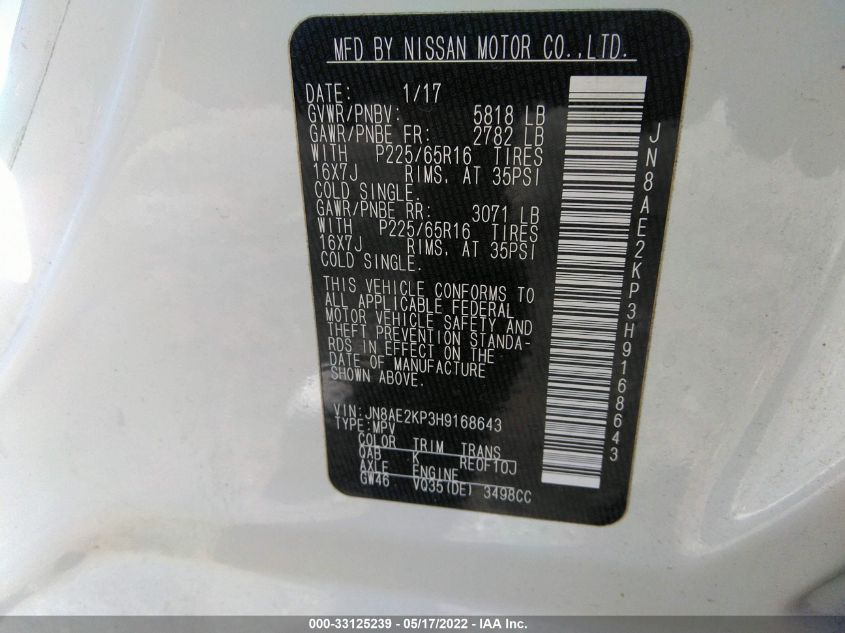 MFD BY NISSAN MOTOR CO.,LTD.
DATE: 1/17
GVWR/PNBV: 5818 LB
GAWR/PNBE FR: 2782 LB
WITH P225/65R16 TIRES
16X7J RIMS, AT 35PSI
COLD SINGLE.
GAWR/PNBE RR: 3071 LB
WITH P225/65R16 TIRES
16X7J RIMS, AT 35PSI
COLD SINGLE.
THIS VEHICLE CONFORMS TO
ALL APPLICABLE FEDERAL
MOTOR VEHICLE SAFETY AND
THEFT PREVENTION STANDA-
RDS IN EFFECT ON THE
DATE OF MANUFACTURE
SHOWN ABOVE.
VIN:JN8AE2KP3H9168643
TYPE:MPV
COLOR TRIM TRANS
QAB K RE0F10J
AXLE ENGINE
GW46 VQ35(DE) 3498CC
JN8AE2KP3H9168643
000-33125239 - 05/17/2022 - IAA Inc.